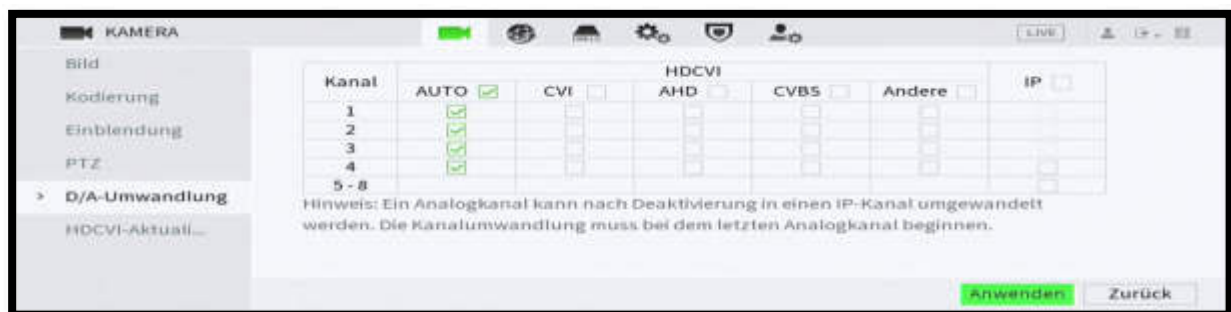 KAMERA
LIVE
Bild
Kodierung
Einblendung
PTZ
> D/A-Umwandlung
HDCVI-Aktuali...
Kanal HDCVI IP
AUTO CVI AHD CVBS Andere
1
2
3
4
5 - 8
Hinweis: Ein Analogkanal kann nach Deaktivierung in einen IP-Kanal umgewandelt
werden. Die Kanalumwandlung muss bei dem letzten Analogkanal beginnen.
Anwenden Zurück